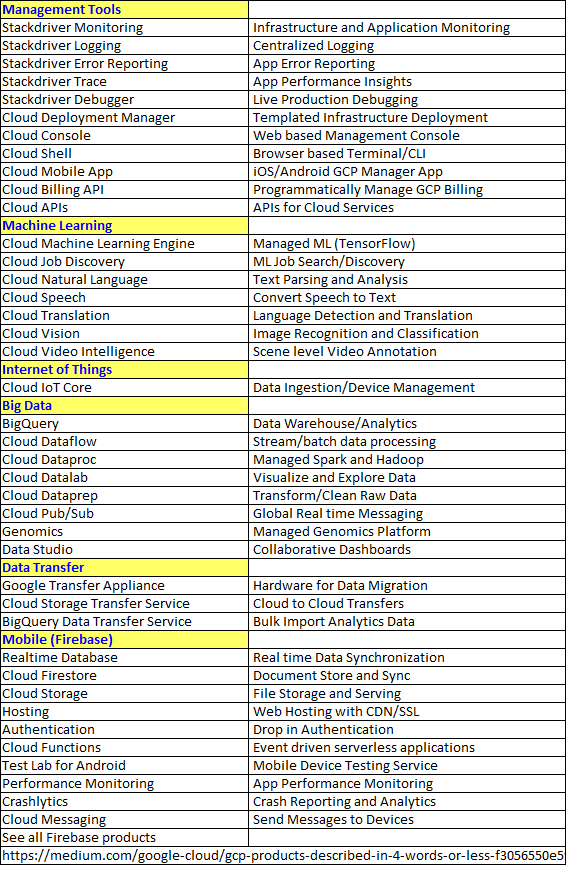 Management Tools
Stackdriver Monitoring Infrastructure and Application Monitoring
Stackdriver Logging Centralized Logging
Stackdriver Error Reporting App Error Reporting
Stackdriver Trace App Performance Insights
Stackdriver Debugger Live Production Debugging
Cloud Deployment Manager Templated Infrastructure Deployment
Cloud Console Web based Management Console
Cloud Shell Browser based Terminal/CLI
Cloud Mobile App iOS/Android GCP Manager App
Cloud Billing API Programmatically Manage GCP Billing
Cloud APIs APIs for Cloud Services
Machine Learning
Cloud Machine Learning Engine Managed ML (TensorFlow)
Cloud Job Discovery ML Job Search/Discovery
Cloud Natural Language Text Parsing and Analysis
Cloud Speech Convert Speech to Text
Cloud Translation Language Detection and Translation
Cloud Vision Image Recognition and Classification
Cloud Video Intelligence Scene level Video Annotation
Internet of Things
Cloud IoT Core Data Ingestion/Device Management
Big Data
BigQuery Data Warehouse/Analytics
Cloud Dataflow Stream/batch data processing
Cloud Dataproc Managed Spark and Hadoop
Cloud Datalab Visualize and Explore Data
Cloud Dataprep Transform/Clean Raw Data
Cloud Pub/Sub Global Real time Messaging
Genomics Managed Genomics Platform
Data Studio Collaborative Dashboards
Data Transfer
Google Transfer Appliance Hardware for Data Migration
Cloud Storage Transfer Service Cloud to Cloud Transfers
BigQuery Data Transfer Service Bulk Import Analytics Data
Mobile (Firebase)
Realtime Database Real time Data Synchronization
Cloud Firestore Document Store and Sync
Cloud Storage File Storage and Serving
Hosting Web Hosting with CDN/SSL
Authentication Drop in Authentication
Cloud Functions Event driven serverless applications
Test Lab for Android Mobile Device Testing Service
Performance Monitoring App Performance Monitoring
Crashlytics Crash Reporting and Analytics
Cloud Messaging Send Messages to Devices
See all Firebase products
https://medium.com/google-cloud/gcp-products-described-in-4-words-or-less-f3056550e5